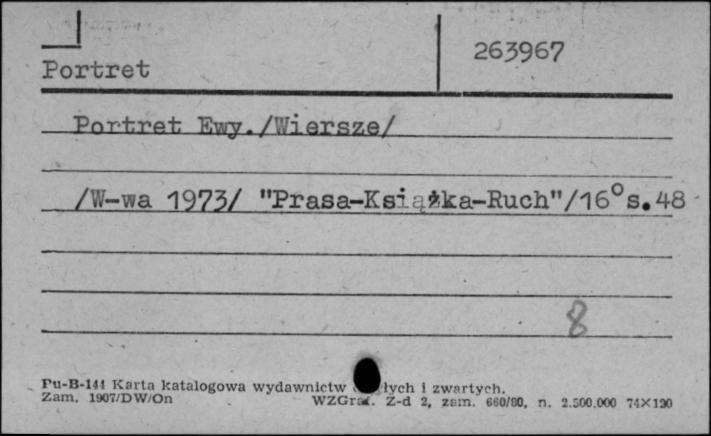 Portret
263967
Portret Ewy./Wiersze/
/W-wa 1973/ "Prasa-Książka-Ruch"/16° s.48
8
Pu-B-144 Karta katalogowa wydawnictw łych i zwartych.
Zam. 1907/DW/On WZGraf. Z-d 2, zam. 660/80, n. 2.500.000 74×120